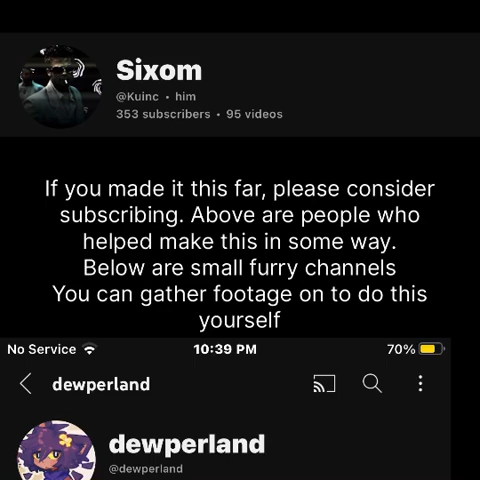 Sixom
@Kuinc • him
353 subscribers • 95 videos
If you made it this far, please consider
subscribing. Above are people who
helped make this in some way.
Below are small furry channels
You can gather footage on to do this
yourself
No Service 10:39 PM 70%
dewperland
dewperland
@dewperland